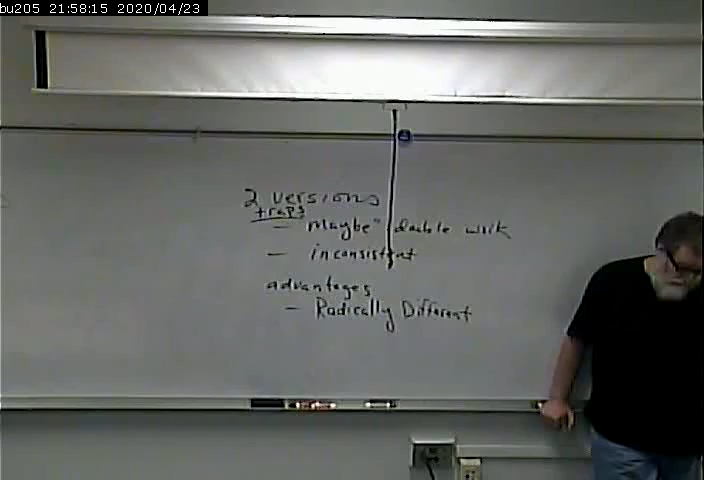 bu205 21:58:15 2020/04/23
2 versions
traps
- Maybe" double work
- inconsistent
advantages
- Radically Different